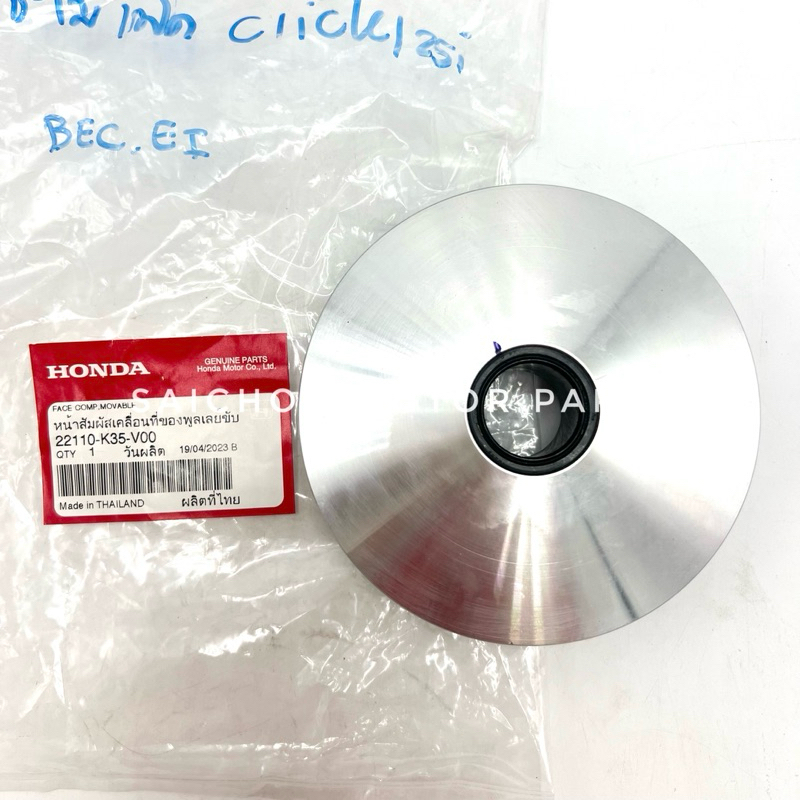 click125i
BEC.EI
HONDA
GENUINE PARTS
Honda Motor Co., Ltd.
FACE COMP,MOVABLE
SAICHO MOTOR PAR
หน้าสัมผัสเคลื่อนที่ของพูลเลยขับ
22110-K35-V00
QTY 1 วันผลิต 19/04/2023 B
Made in THAILAND ผลิตที่ไทย